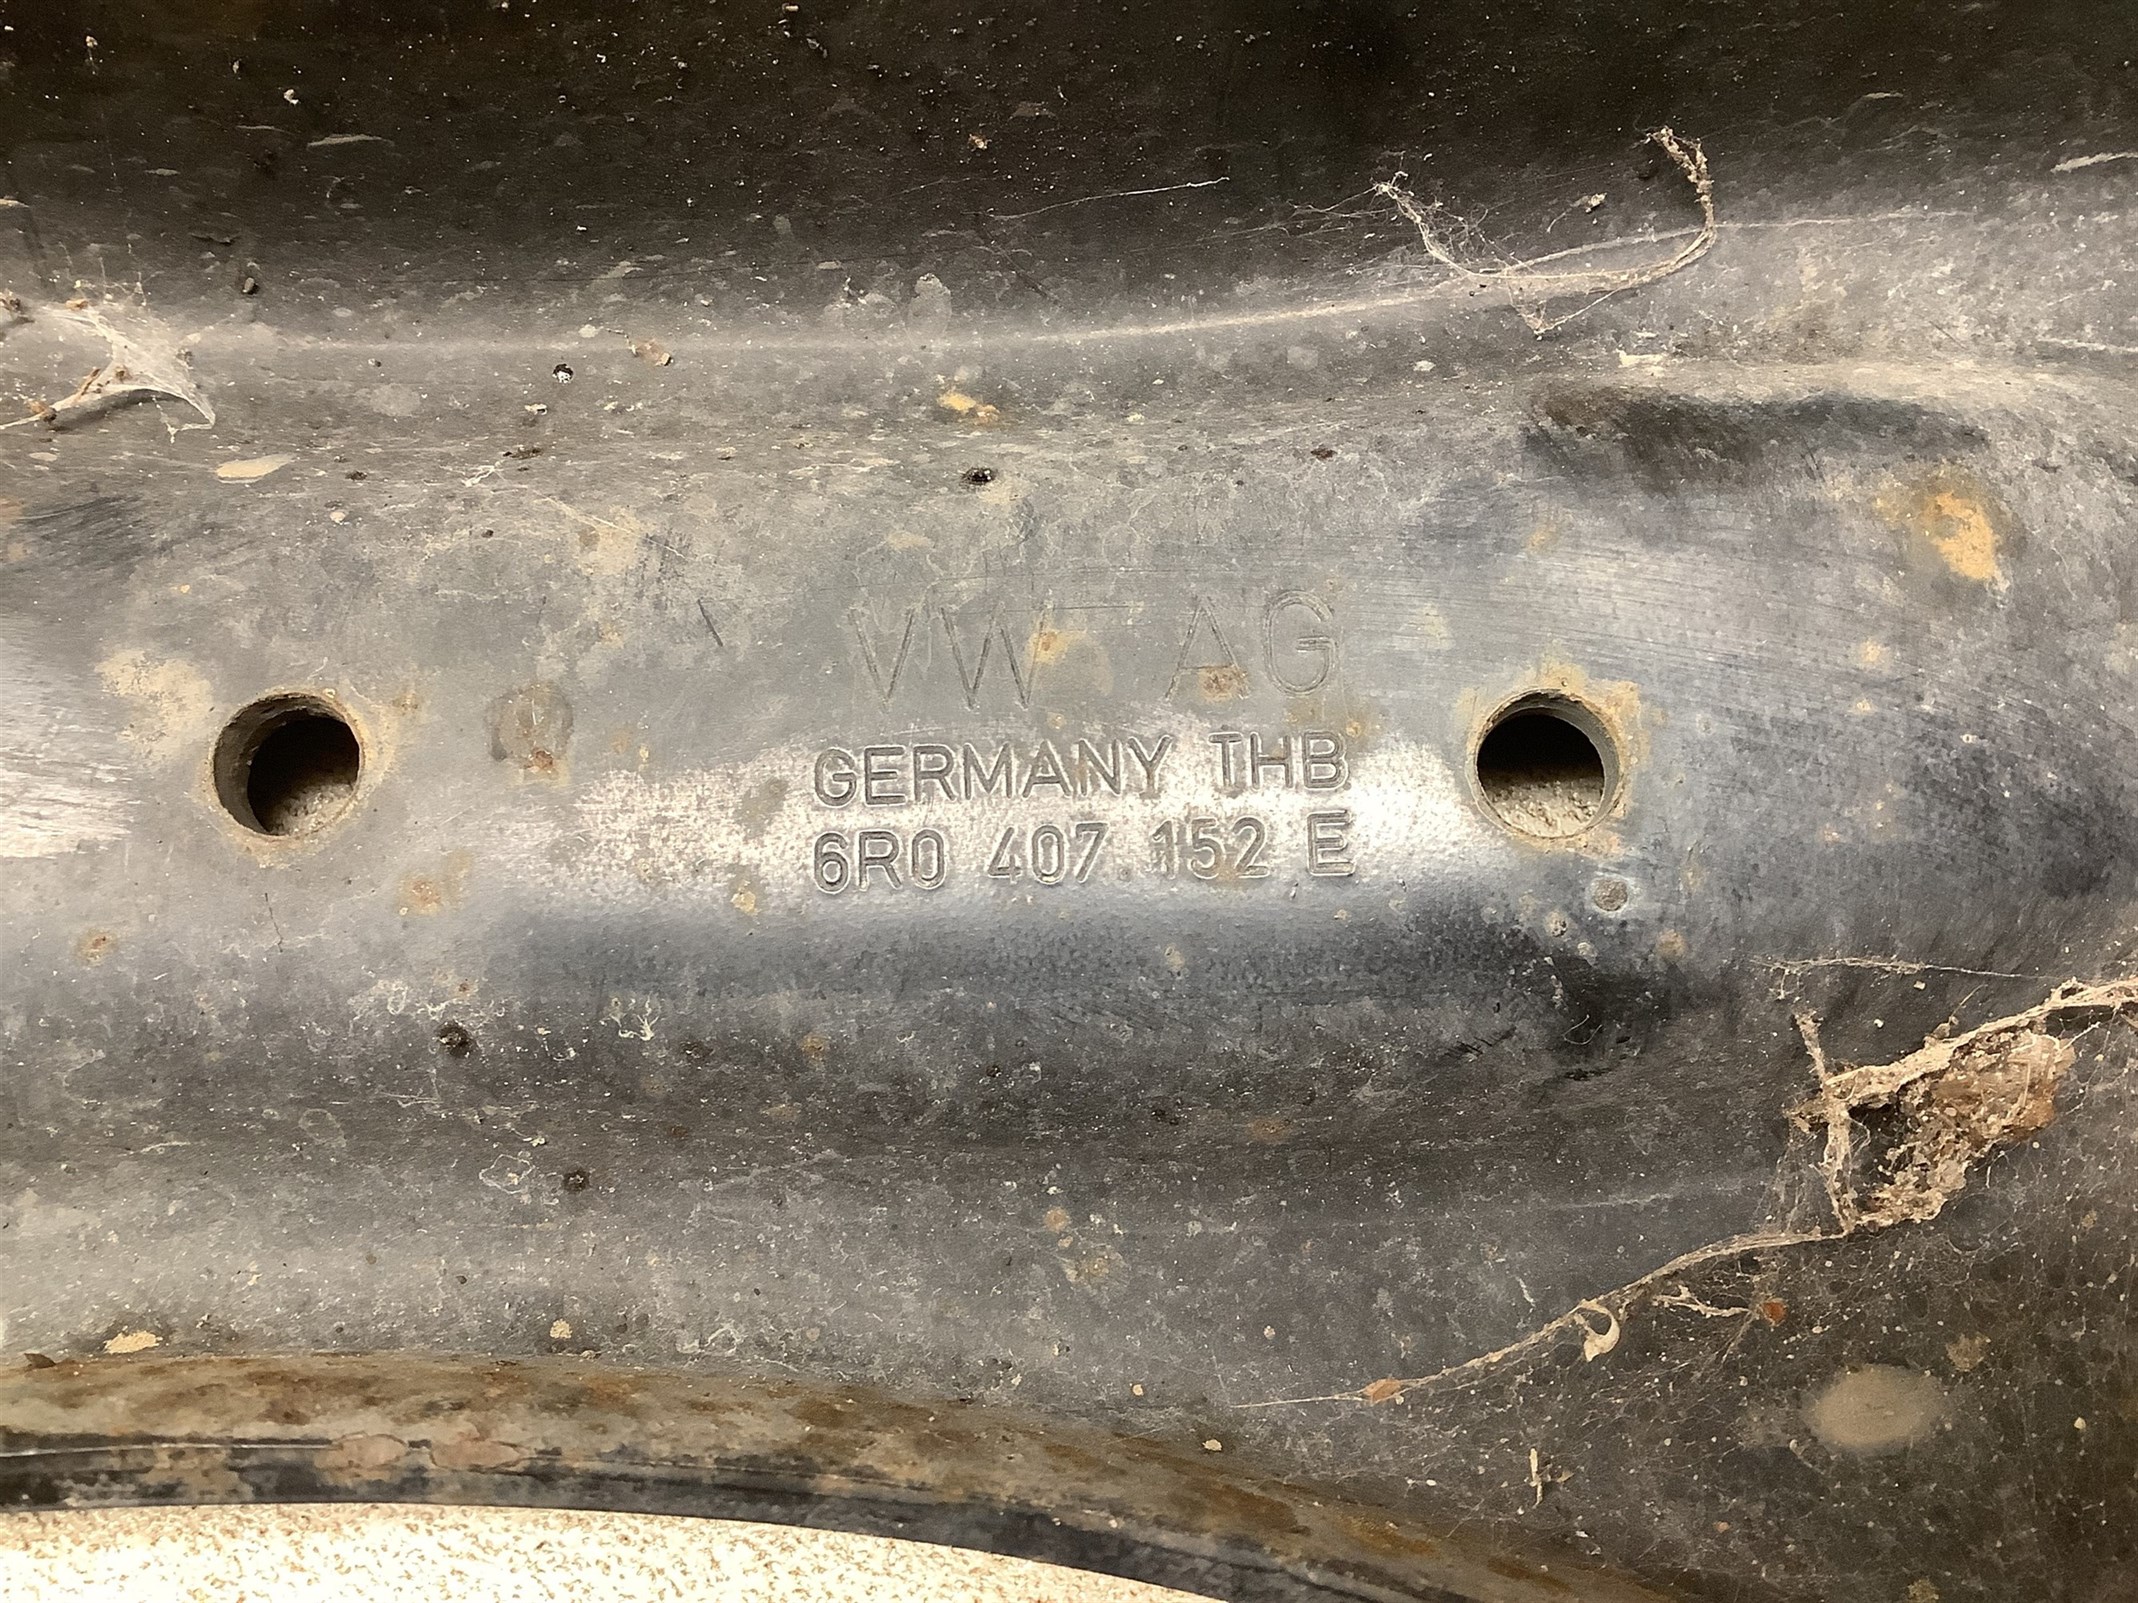 VW AG
GERMANY THB
6R0 407 152 E